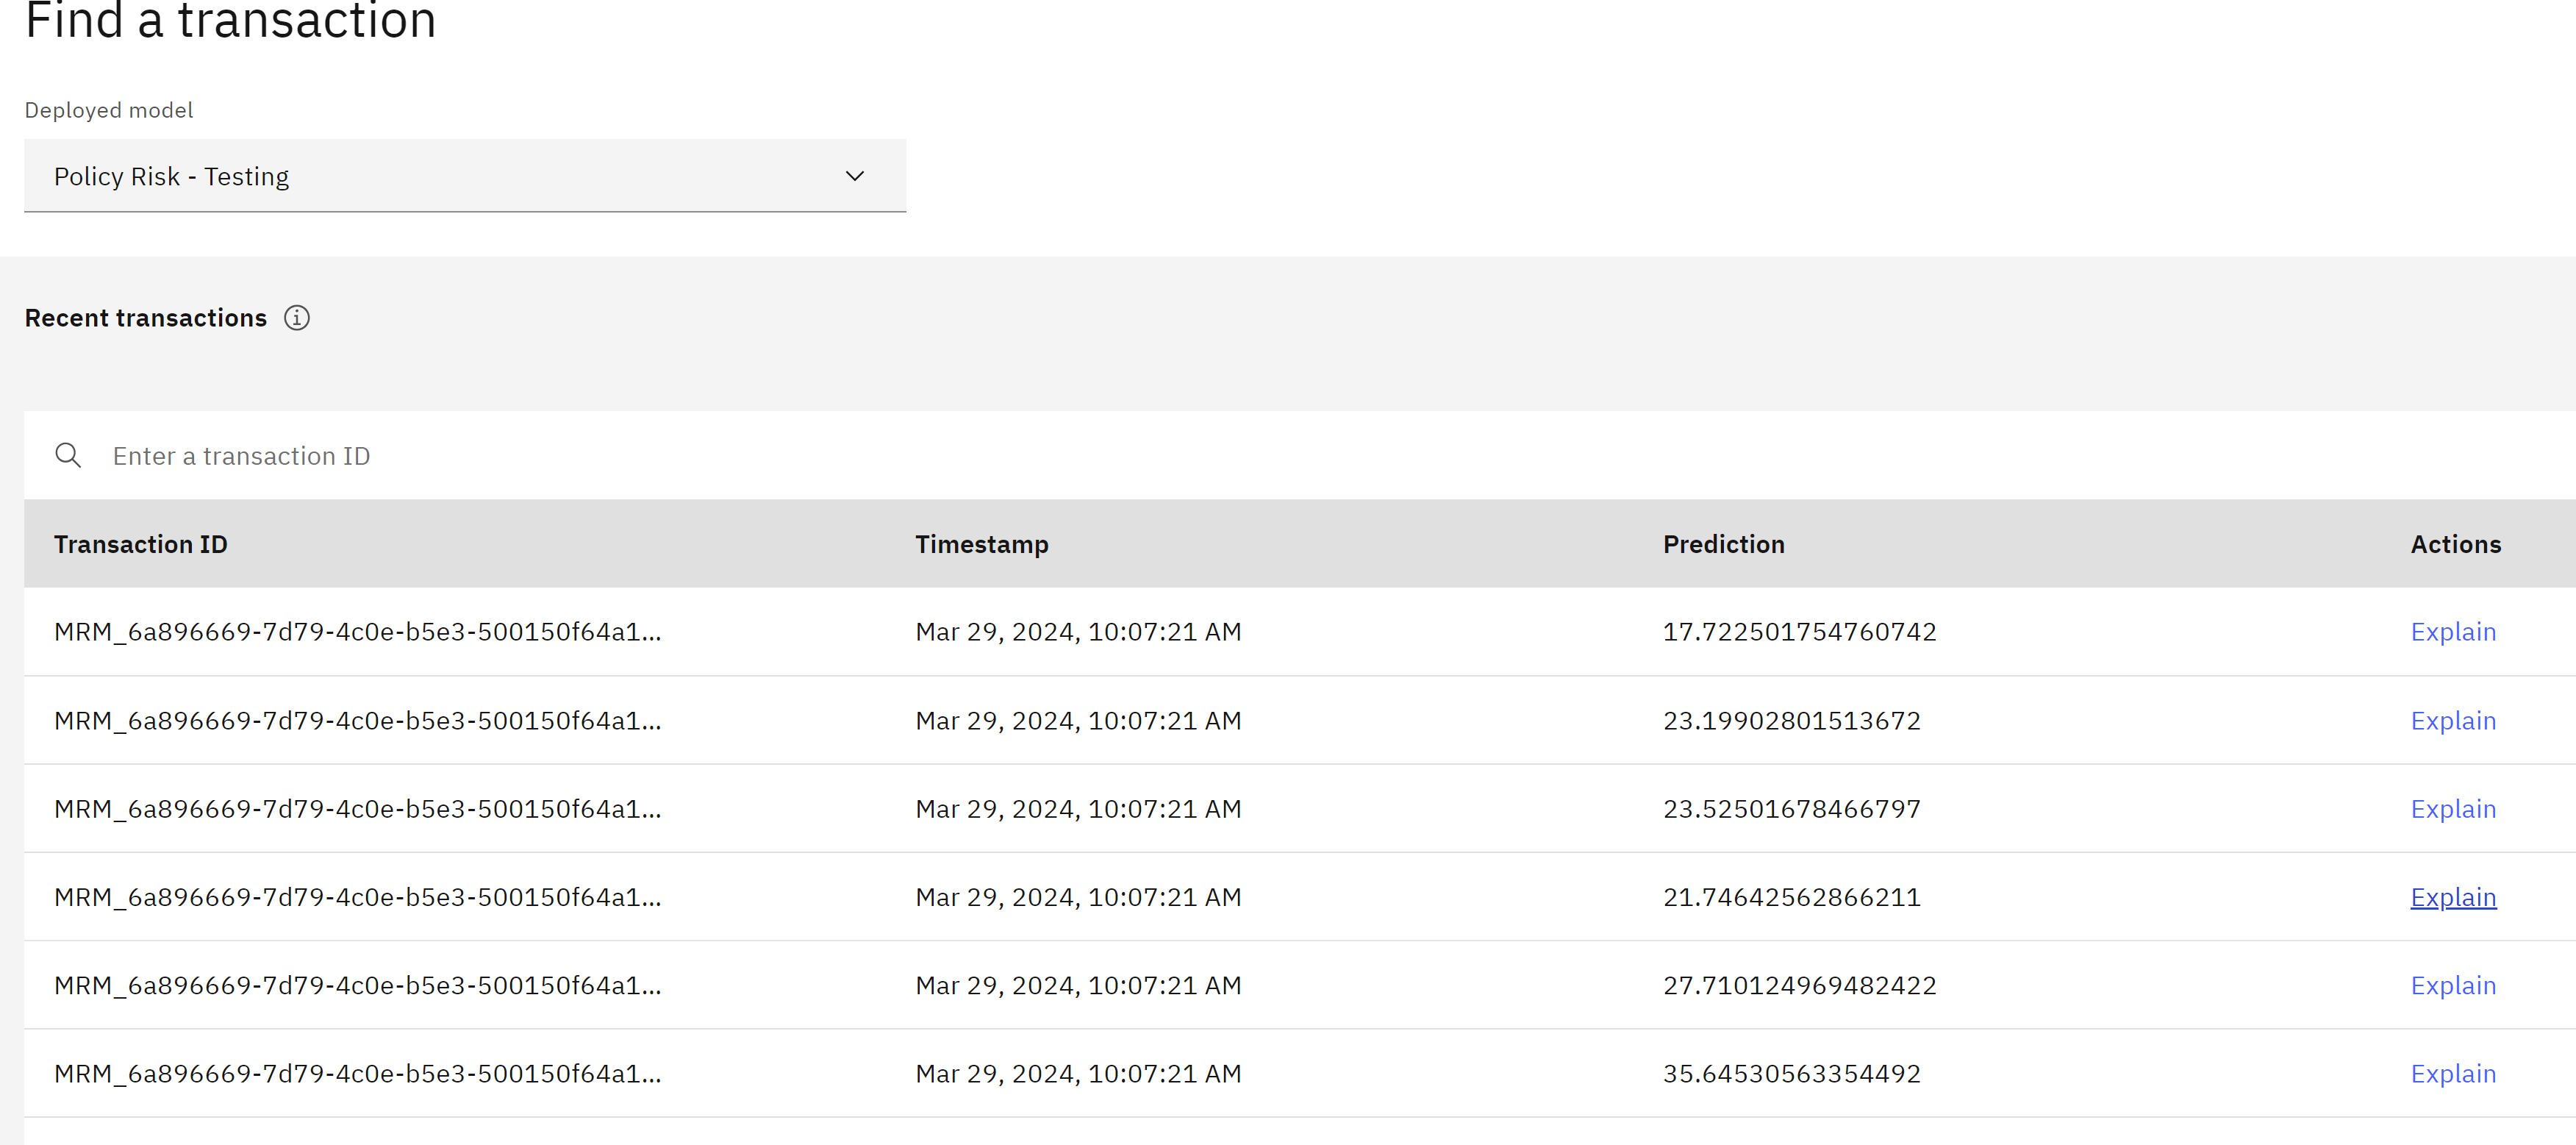 Find a transaction
Deployed model
Policy Risk - Testing
Recent transactions
Enter a transaction ID
Transaction ID Timestamp Prediction Actions
MRM_6a896669-7d79-4c0e-b5e3-500150f64a1... Mar 29, 2024, 10:07:21 AM 17.722501754760742 Explain
MRM_6a896669-7d79-4c0e-b5e3-500150f64a1... Mar 29, 2024, 10:07:21 AM 23.19902801513672 Explain
MRM_6a896669-7d79-4c0e-b5e3-500150f64a1... Mar 29, 2024, 10:07:21 AM 23.52501678466797 Explain
MRM_6a896669-7d79-4c0e-b5e3-500150f64a1... Mar 29, 2024, 10:07:21 AM 21.74642562866211 Explain
MRM_6a896669-7d79-4c0e-b5e3-500150f64a1... Mar 29, 2024, 10:07:21 AM 27.710124969482422 Explain
MRM_6a896669-7d79-4c0e-b5e3-500150f64a1... Mar 29, 2024, 10:07:21 AM 35.64530563354492 Explain